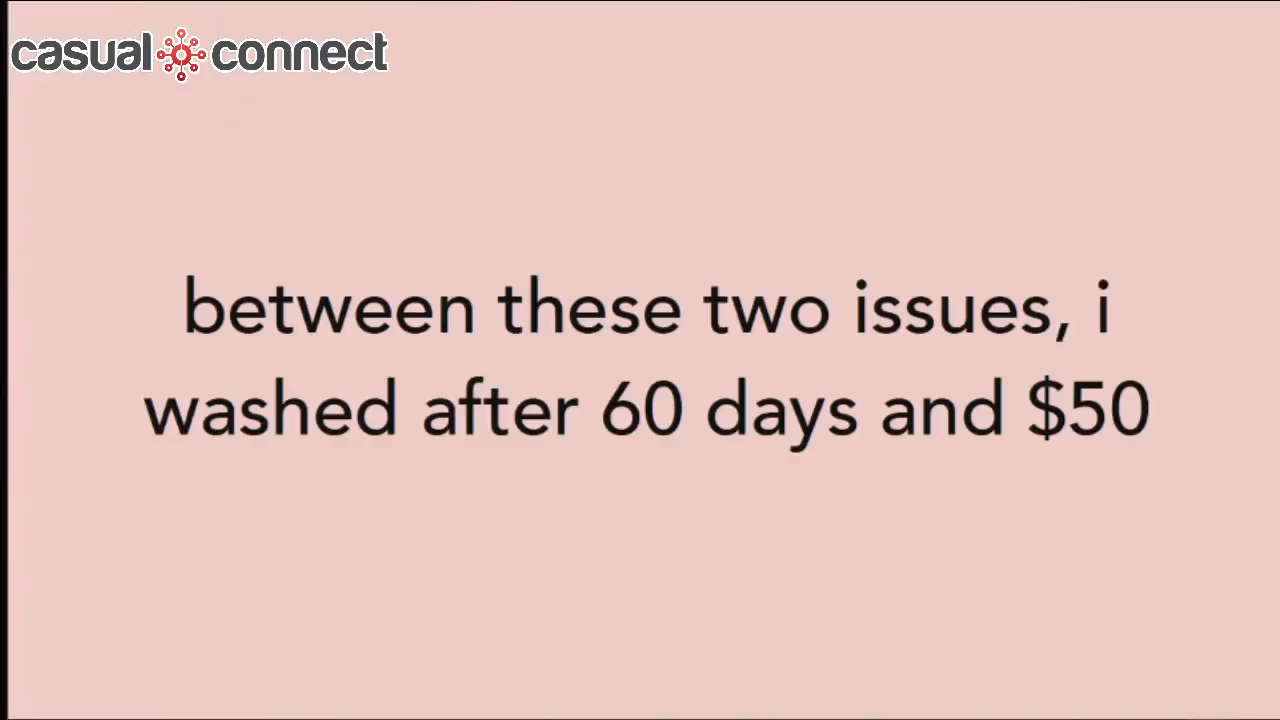 casual connect
between these two issues, i
washed after 60 days and $50